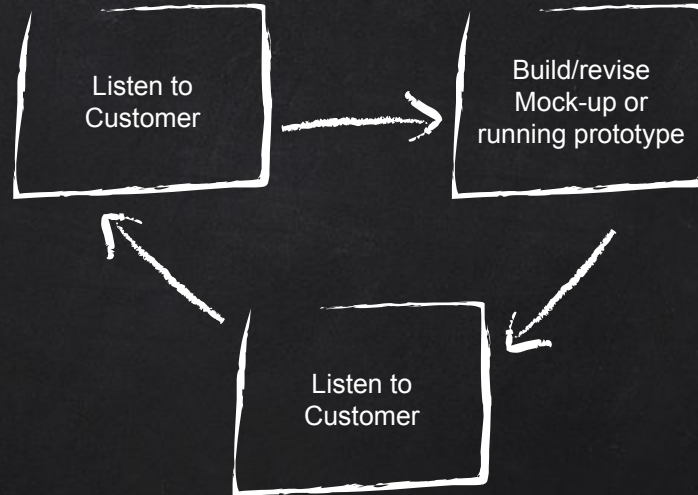 Listen to
Customer
Build/revise
Mock-up or
running prototype
Listen to
Customer